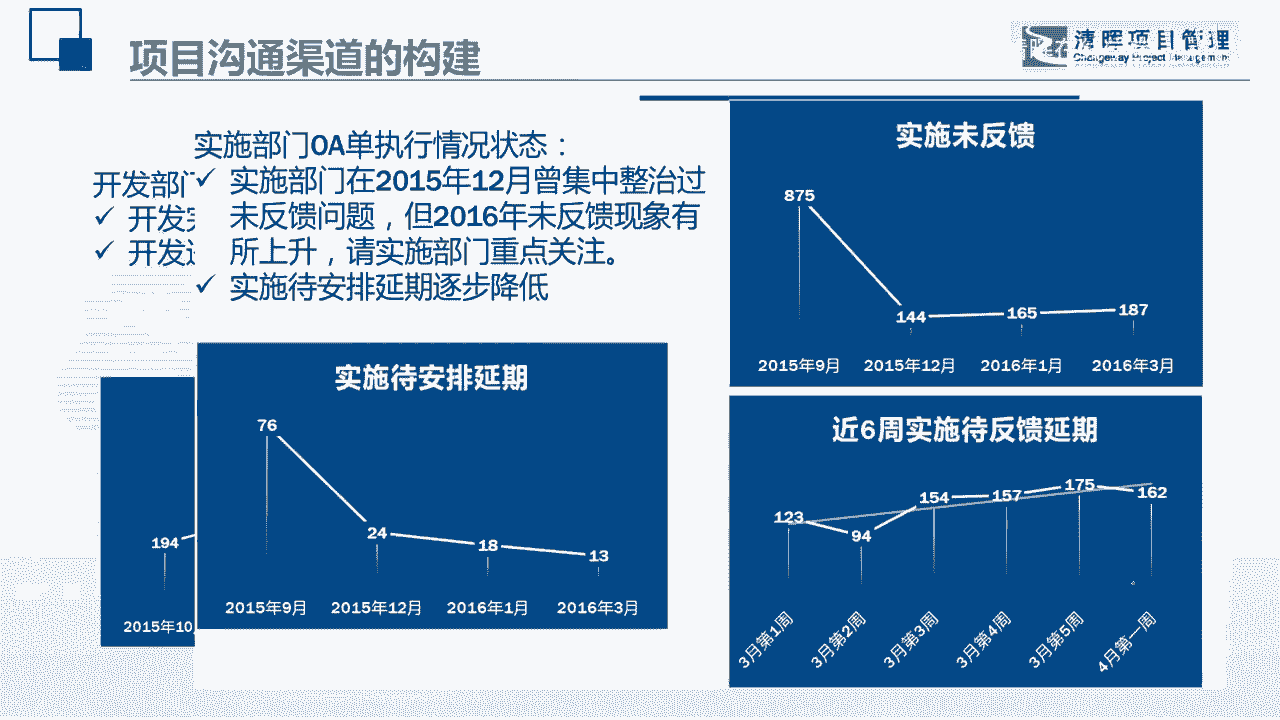 项目沟通渠道的构建
清晖项目管理
Changeway Project Management
开发部门
✓ 开发
✓ 开发
实施部门OA单执行情况状态：
✓ 实施部门在2015年12月曾集中整治过
未反馈问题，但2016年未反馈现象有
所上升，请实施部门重点关注。
✓ 实施待安排延期逐步降低
实施未反馈
875
144
165
187
2015年9月 2015年12月 2016年1月 2016年3月
194
2015年10
实施待安排延期
76
24
18
13
2015年9月 2015年12月 2016年1月 2016年3月
近6周实施待反馈延期
123
94
154
157
175
162
3月第1周 3月第2周 3月第3周 3月第4周 3月第5周 4月第一周